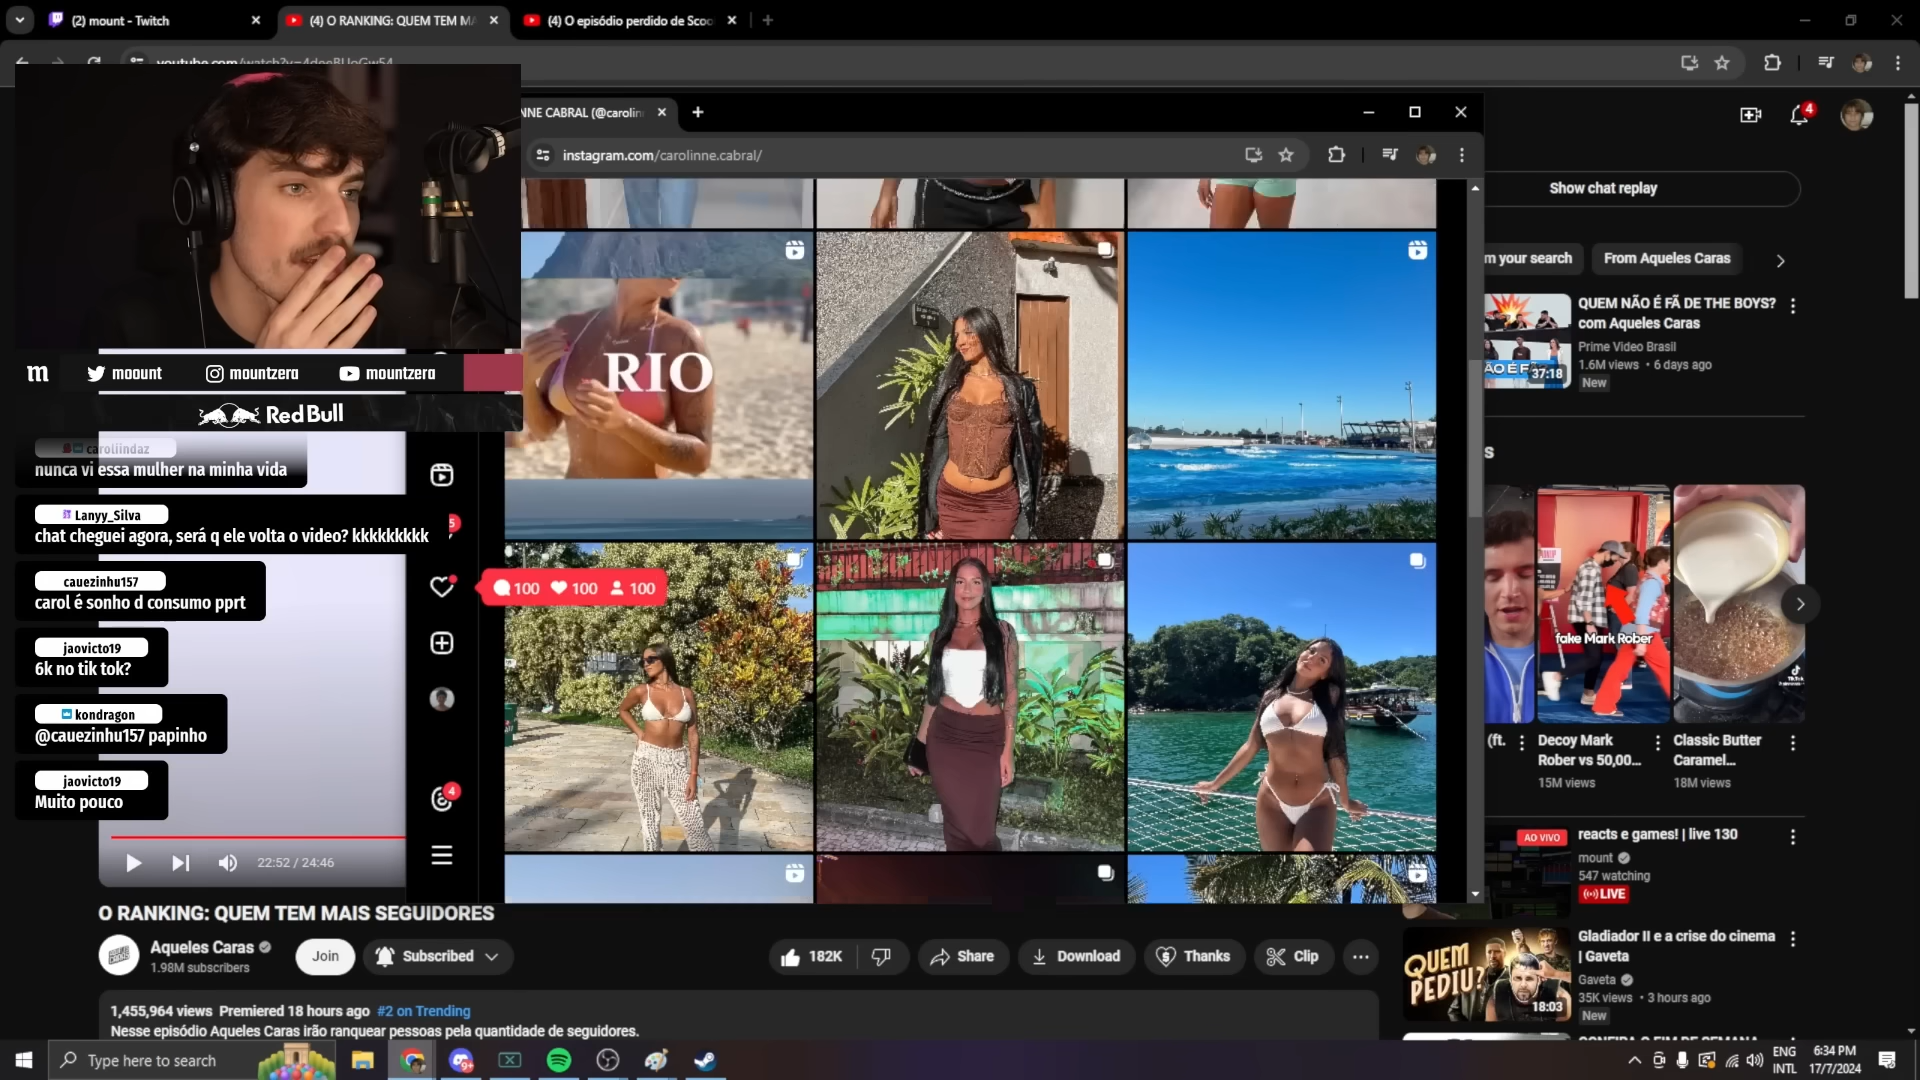 (2) mount - Twitch
(4) O RANKING: QUEM TEM MA
(4) O episódio perdido de Scoo
NNE CABRAL (@carolin
instagram.com/carolinne.cabral/
Show chat replay
m your search
From Aqueles Caras
QUEM NÃO É FÃ DE THE BOYS?
com Aqueles Caras
Prime Video Brasil
1.6M views • 6 days ago
New
37:18
RIO
m
moount
mountzera
mountzera
Red Bull
caroliindaz
nunca vi essa mulher na minha vida
Lanyy_Silva
chat cheguei agora, será q ele volta o video? kkkkkkkkk
cauezinhu157
carol é sonho d consumo pprt
jaovicto19
6k no tik tok?
kondragon
@cauezinhu157 papinho
jaovicto19
Muito pouco
5
100 100 100
4
s
fake Mark Rober
(ft.
Decoy Mark
Rober vs 50,00...
15M views
Classic Butter
Caramel...
18M views
22:52 / 24:46
AO VIVO
reacts e games! | live 130
mount
547 watching
LIVE
O RANKING: QUEM TEM MAIS SEGUIDORES
Aqueles Caras
1.98M subscribers
Join
Subscribed
182K
Share
Download
Thanks
Clip
QUEM
PEDIU?
18:03
Gladiador II e a crise do cinema
| Gaveta
Gaveta
35K views • 3 hours ago
New
1,455,964 views Premiered 18 hours ago #2 on Trending
Nesse episódio Aqueles Caras irão ranquear pessoas pela quantidade de seguidores.
Type here to search
ENG
INTL
6:34 PM
17/7/2024